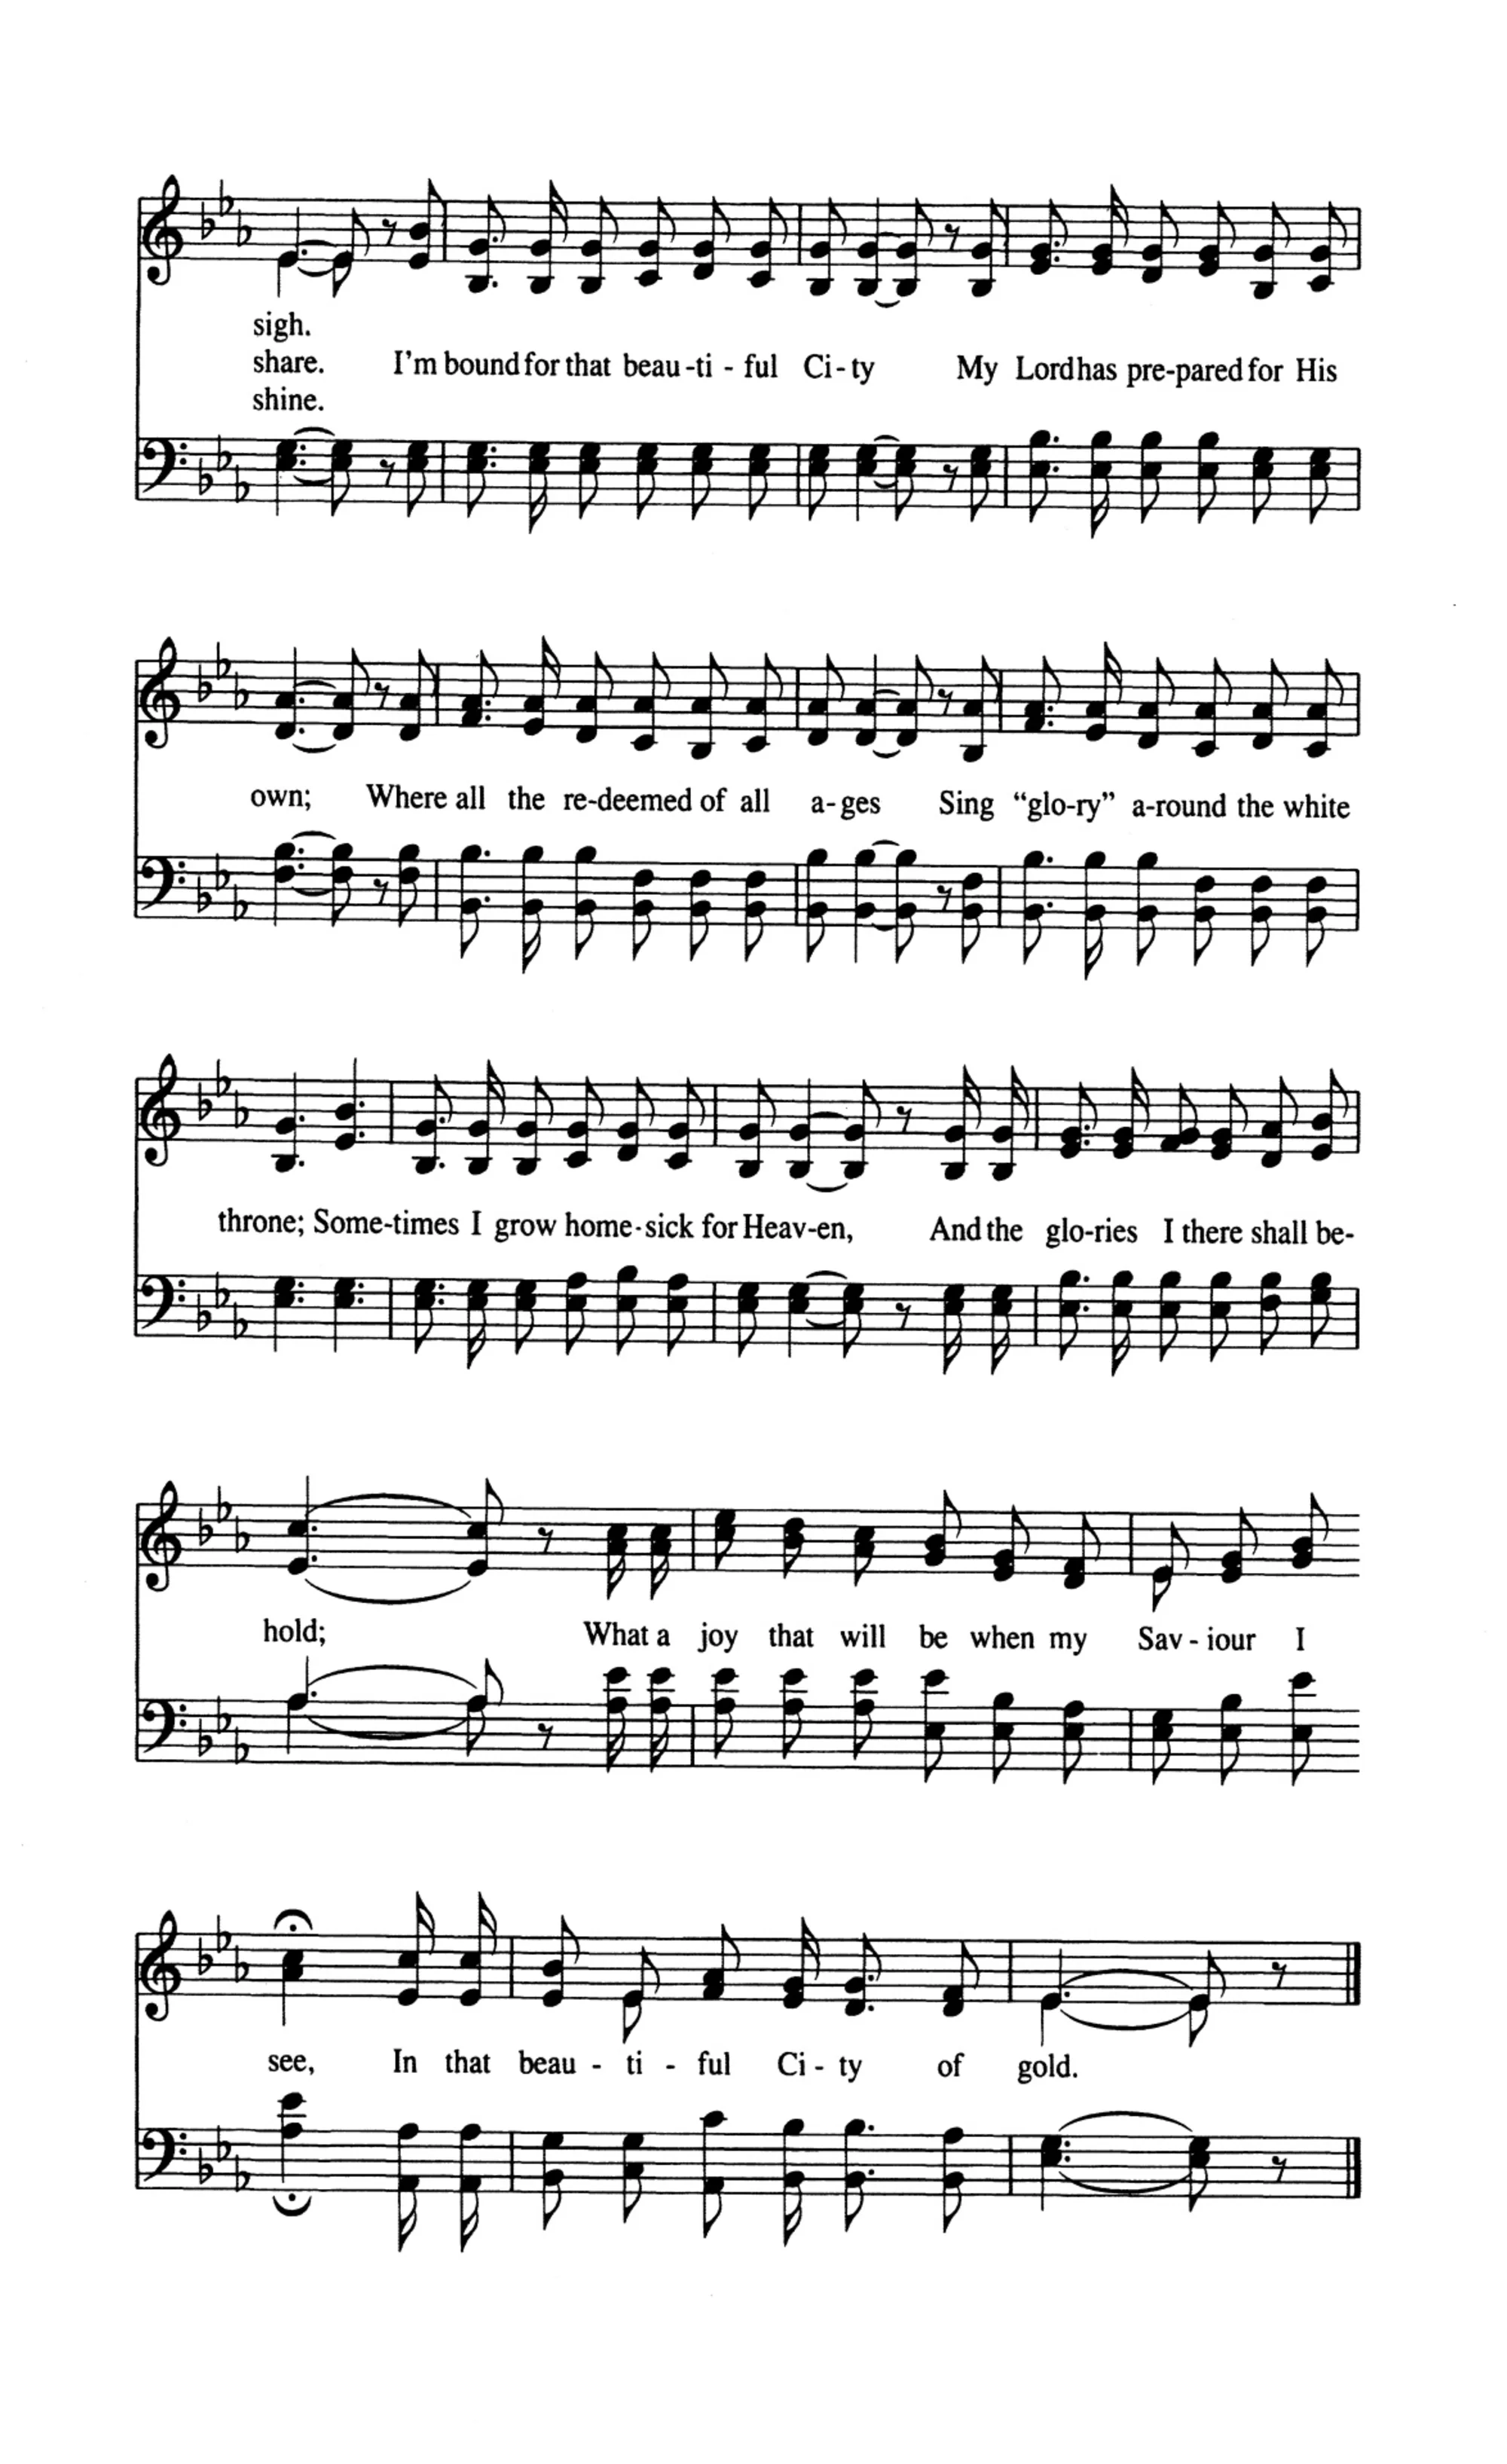 sigh.
share. I'm bound for that beau-ti-ful Ci-ty My Lord has pre-pared for His
shine.
own; Where all the re-deemed of all a-ges Sing “glo-ry” a-round the white
throne; Some-times I grow home-sick for Heav-en, And the glo-ries I there shall be-
hold; What a joy that will be when my Sav-iour I
see, In that beau-ti-ful Ci-ty of gold.